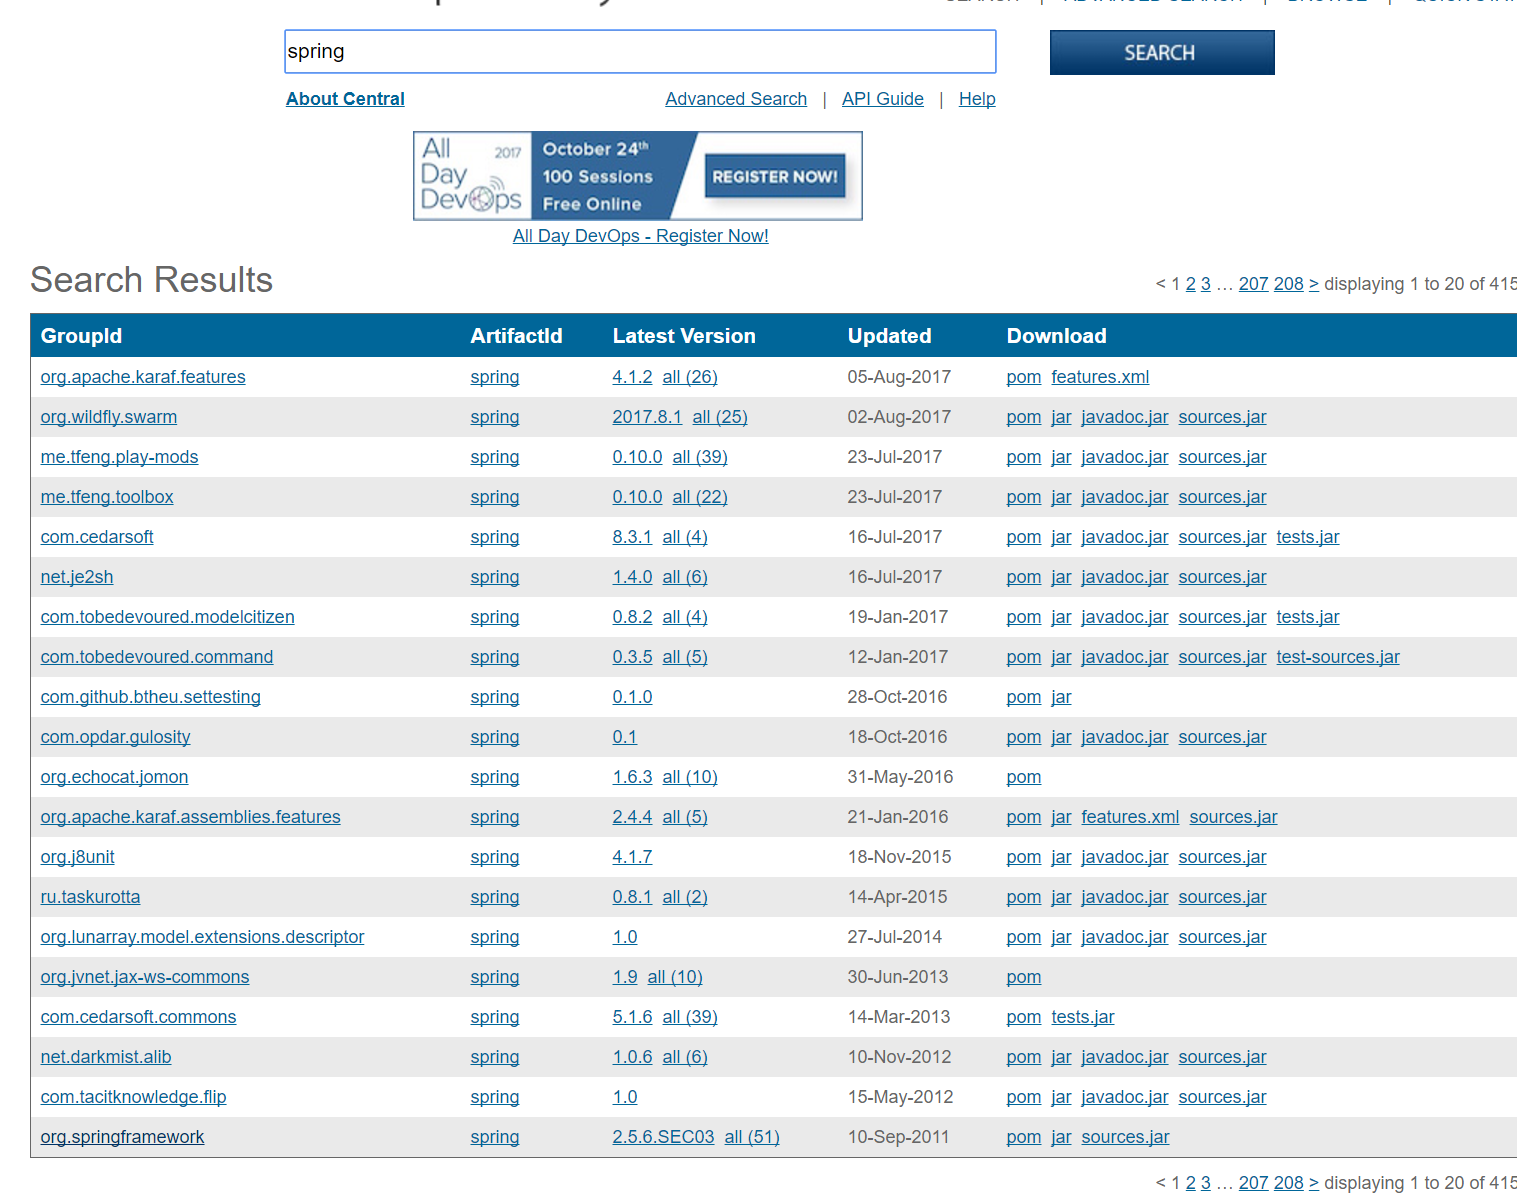 spring
SEARCH
About Central Advanced Search | API Guide | Help
All Day DevOps 2017
October 24th
100 Sessions
Free Online
REGISTER NOW!
All Day DevOps - Register Now!
Search Results < 1 2 3 ... 207 208 > displaying 1 to 20 of 415
GroupId ArtifactId Latest Version Updated Download
org.apache.karaf.features spring 4.1.2 all (26) 05-Aug-2017 pom features.xml
org.wildfly.swarm spring 2017.8.1 all (25) 02-Aug-2017 pom jar javadoc.jar sources.jar
me.tfeng.play-mods spring 0.10.0 all (39) 23-Jul-2017 pom jar javadoc.jar sources.jar
me.tfeng.toolbox spring 0.10.0 all (22) 23-Jul-2017 pom jar javadoc.jar sources.jar
com.cedarsoft spring 8.3.1 all (4) 16-Jul-2017 pom jar javadoc.jar sources.jar tests.jar
net.je2sh spring 1.4.0 all (6) 16-Jul-2017 pom jar javadoc.jar sources.jar
com.tobedevoured.modelcitizen spring 0.8.2 all (4) 19-Jan-2017 pom jar javadoc.jar sources.jar tests.jar
com.tobedevoured.command spring 0.3.5 all (5) 12-Jan-2017 pom jar javadoc.jar sources.jar test-sources.jar
com.github.btheu.settesting spring 0.1.0 28-Oct-2016 pom jar
com.opdar.gulosity spring 0.1 18-Oct-2016 pom jar javadoc.jar sources.jar
org.echocat.jomon spring 1.6.3 all (10) 31-May-2016 pom
org.apache.karaf.assemblies.features spring 2.4.4 all (5) 21-Jan-2016 pom jar features.xml sources.jar
org.j8unit spring 4.1.7 18-Nov-2015 pom jar javadoc.jar sources.jar
ru.taskurotta spring 0.8.1 all (2) 14-Apr-2015 pom jar javadoc.jar sources.jar
org.lunarray.model.extensions.descriptor spring 1.0 27-Jul-2014 pom jar javadoc.jar sources.jar
org.jvnet.jax-ws-commons spring 1.9 all (10) 30-Jun-2013 pom
com.cedarsoft.commons spring 5.1.6 all (39) 14-Mar-2013 pom tests.jar
net.darkmist.alib spring 1.0.6 all (6) 10-Nov-2012 pom jar javadoc.jar sources.jar
com.tacitknowledge.flip spring 1.0 15-May-2012 pom jar javadoc.jar sources.jar
org.springframework spring 2.5.6.SEC03 all (51) 10-Sep-2011 pom jar sources.jar
< 1 2 3 ... 207 208 > displaying 1 to 20 of 415